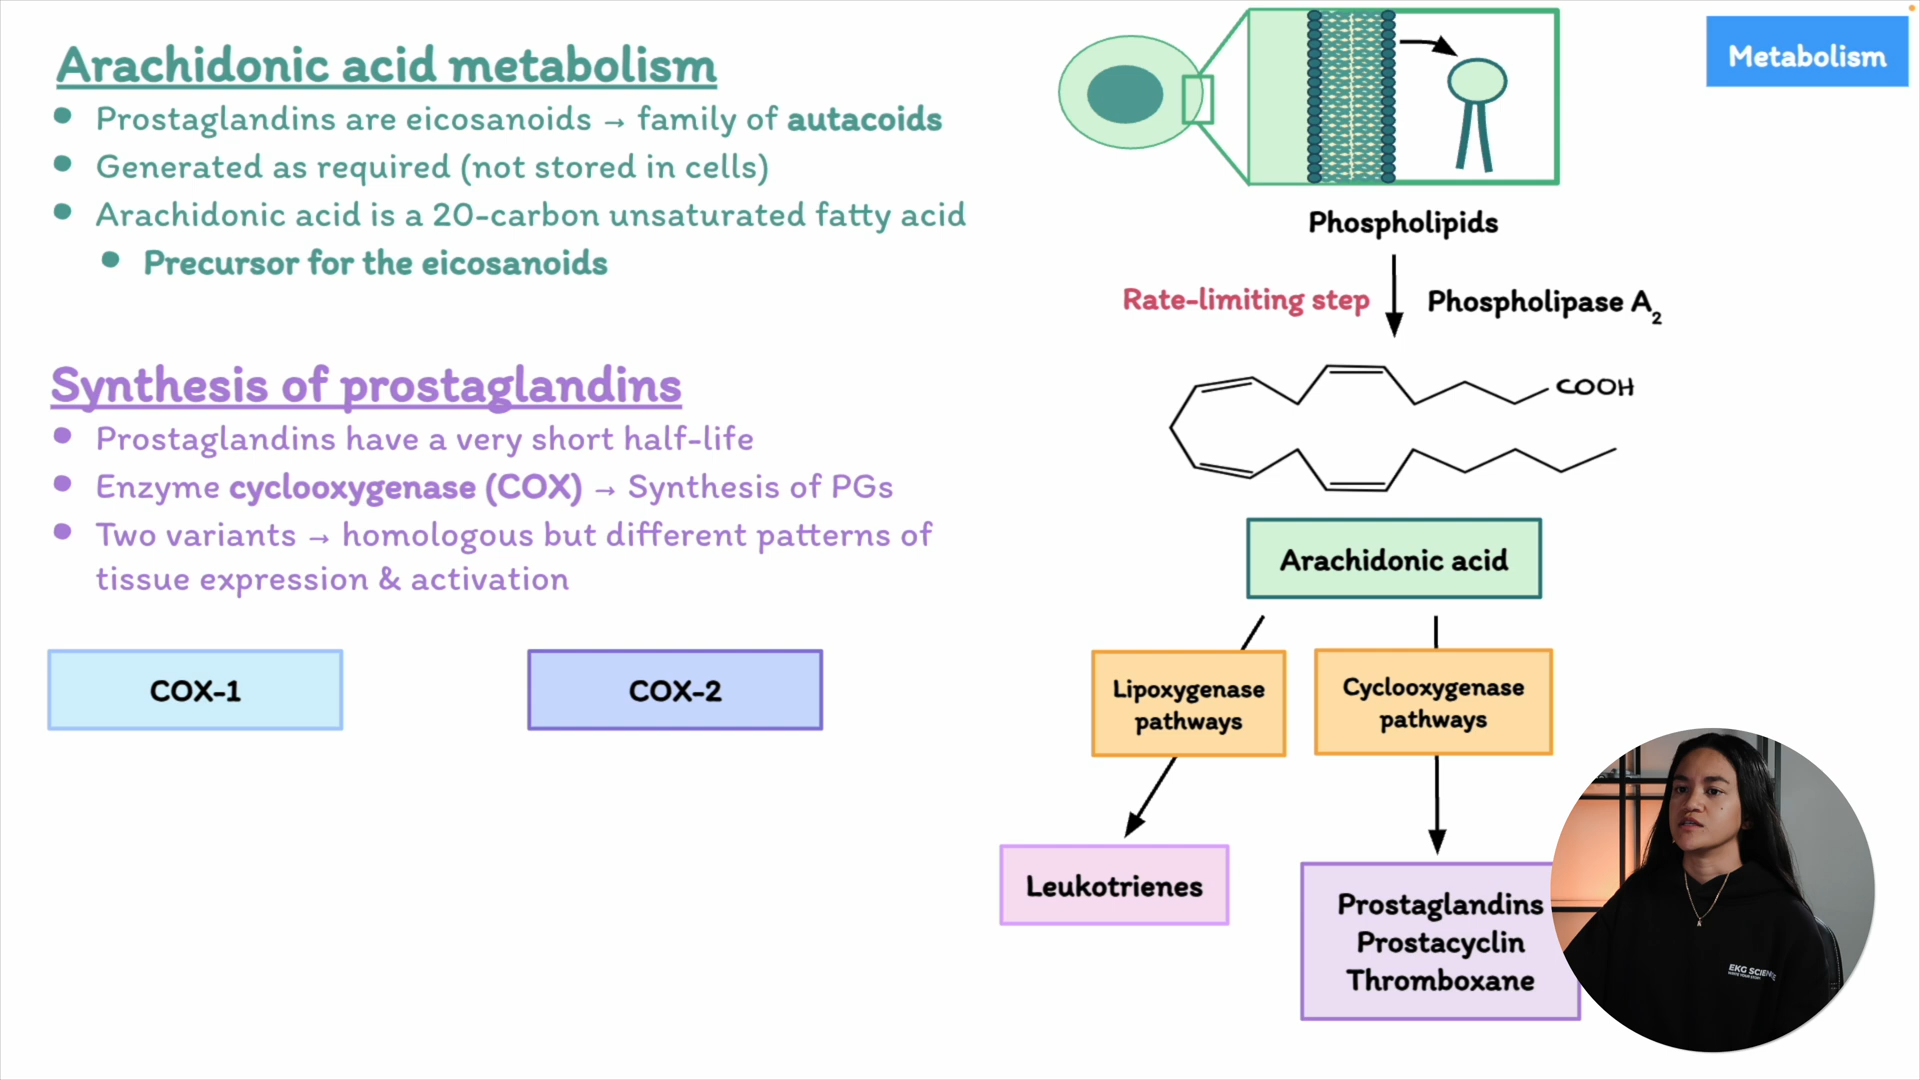 Arachidonic acid metabolism
Prostaglandins are eicosanoids → family of autacoids
Generated as required (not stored in cells)
Arachidonic acid is a 20-carbon unsaturated fatty acid
Precursor for the eicosanoids
Synthesis of prostaglandins
Prostaglandins have a very short half-life
Enzyme cyclooxygenase (COX) → Synthesis of PGs
Two variants → homologous but different patterns of
tissue expression & activation
COX-1
COX-2
Metabolism
Phospholipids
Rate-limiting step
Phospholipase A₂
COOH
Arachidonic acid
Lipoxygenase
pathways
Cyclooxygenase
pathways
Leukotrienes
Prostaglandins
Prostacyclin
Thromboxane